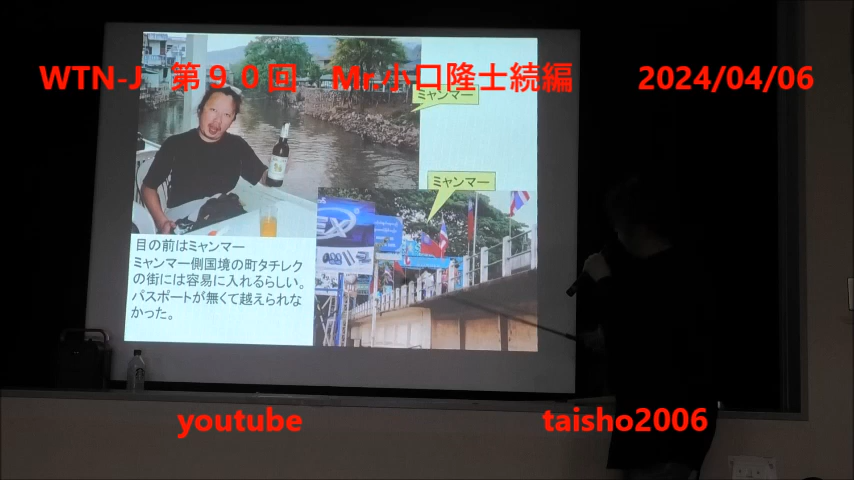 WTN-J 第９０回 Mr.小口隆士続編 2024/04/06
ミャンマー
ミャンマー
目の前はミャンマー
ミャンマー側国境の町タチレク
の街には容易に入れるらしい。
パスポートが無くて越えられな
かった。
youtube taisho2006